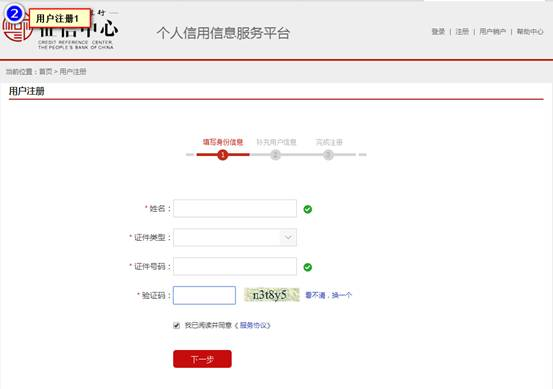 2 用户注册1
征信中心
CREDIT REFERENCE CENTER,
THE PEOPLE'S BANK OF CHINA
个人信用信息服务平台
登录 | 注册 | 用户销户 | 帮助中心
当前位置：首页 > 用户注册
用户注册
填写身份信息 补充用户信息 完成注册
1 2 3
* 姓名：
* 证件类型：
* 证件号码：
* 验证码： n3t8y5 看不清，换一个
我已阅读并同意《服务协议》
下一步